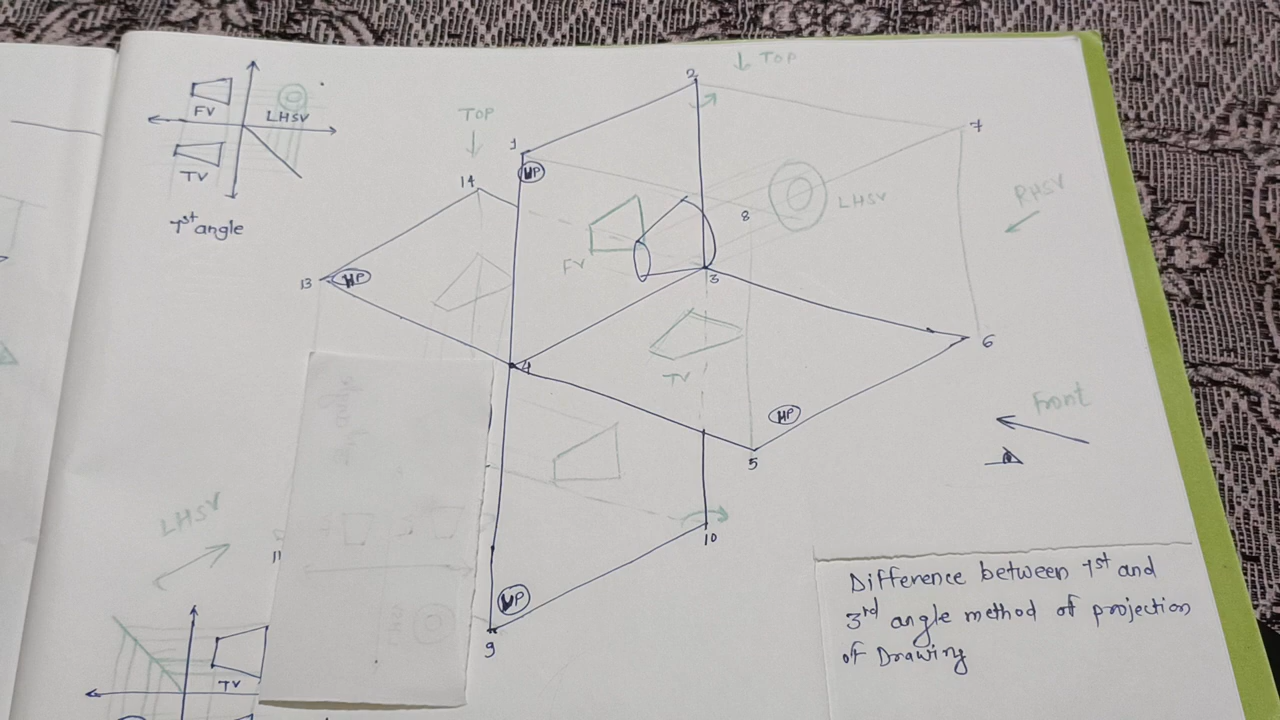 FV
LHSV
TV
1st angle
TOP
14
13
HP
1
VP
2
TOP
7
8
LHSV
RHSV
FV
3
TV
4
6
HP
5
Front
LHSV
11
10
VP
9
TV
Difference between 1st and
3rd angle method of projection
of Drawing